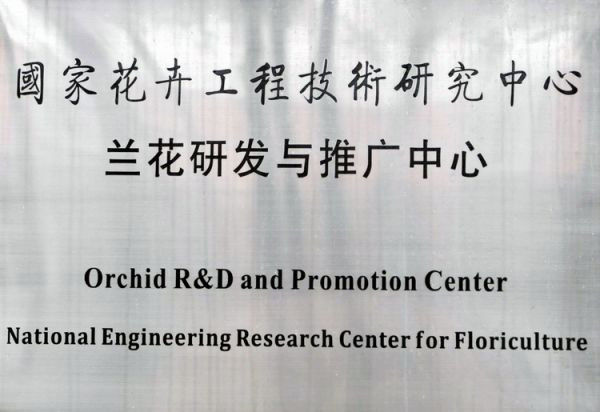 國家花卉工程技術研究中心
兰花研发与推广中心
Orchid R&D and Promotion Center
National Engineering Research Center for Floriculture